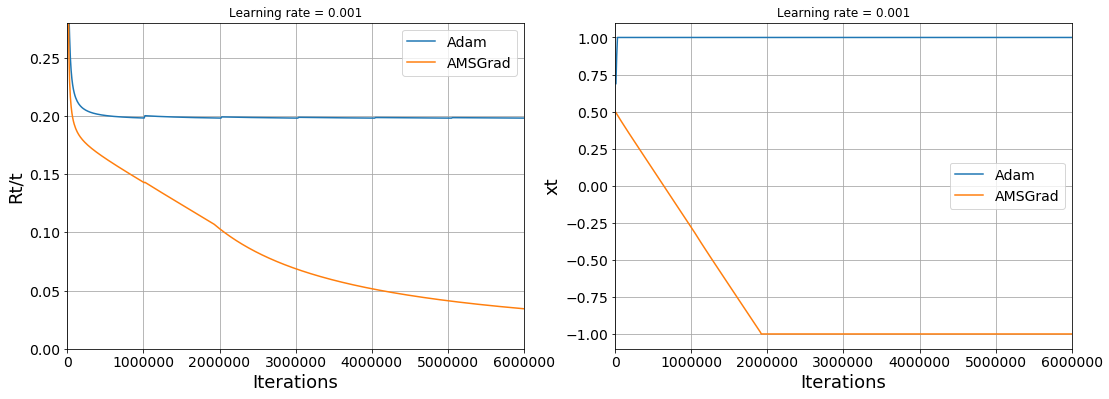 Learning rate = 0.001
Rt/t
0.25
0.20
0.15
0.10
0.05
0.00
Adam
AMSGrad
0 1000000 2000000 3000000 4000000 5000000 6000000
Iterations
Learning rate = 0.001
xt
1.00
0.75
0.50
0.25
0.00
−0.25
−0.50
−0.75
−1.00
Adam
AMSGrad
0 1000000 2000000 3000000 4000000 5000000 6000000
Iterations